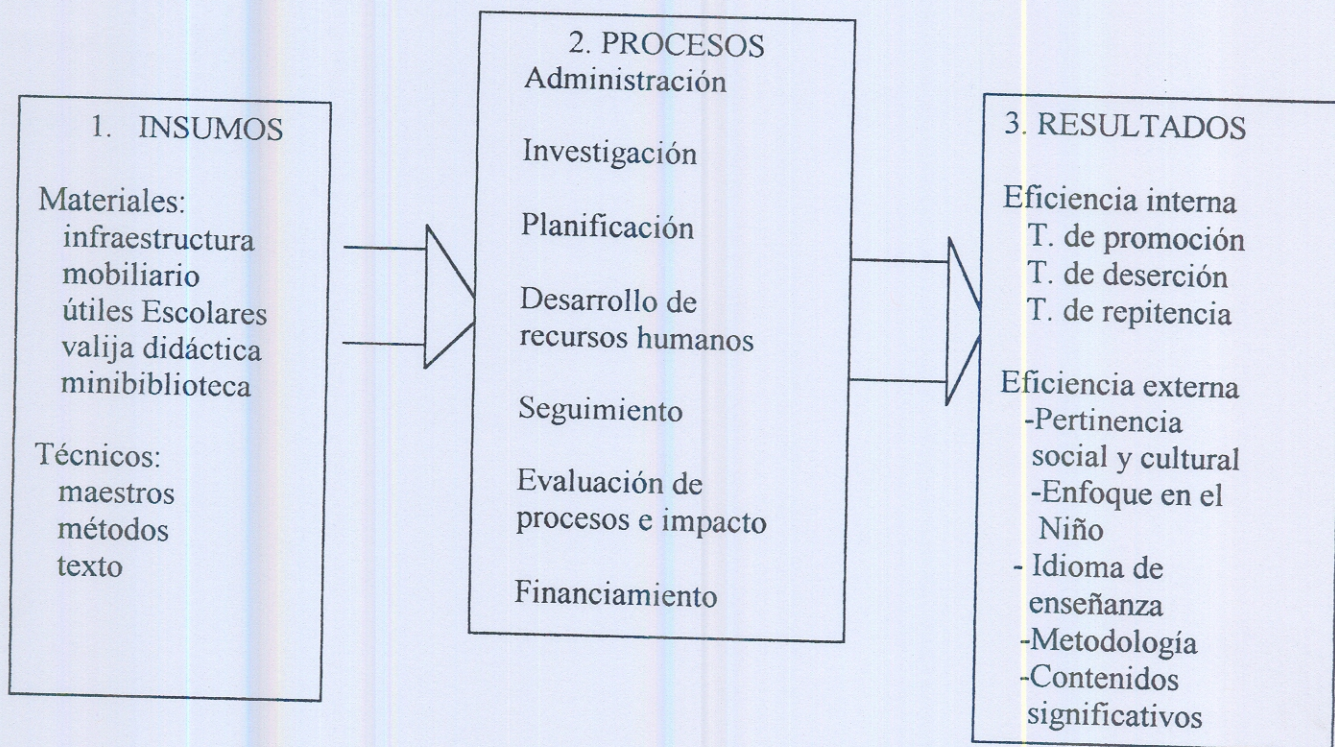 1. INSUMOS
Materiales:
infraestructura
mobiliario
útiles Escolares
valija didáctica
minibiblioteca
Técnicos:
maestros
métodos
texto
2. PROCESOS
Administración
Investigación
Planificación
Desarrollo de
recursos humanos
Seguimiento
Evaluación de
procesos e impacto
Financiamiento
3. RESULTADOS
Eficiencia interna
T. de promoción
T. de deserción
T. de repitencia
Eficiencia externa
-Pertinencia
social y cultural
-Enfoque en el
Niño
- Idioma de
enseñanza
-Metodología
-Contenidos
significativos